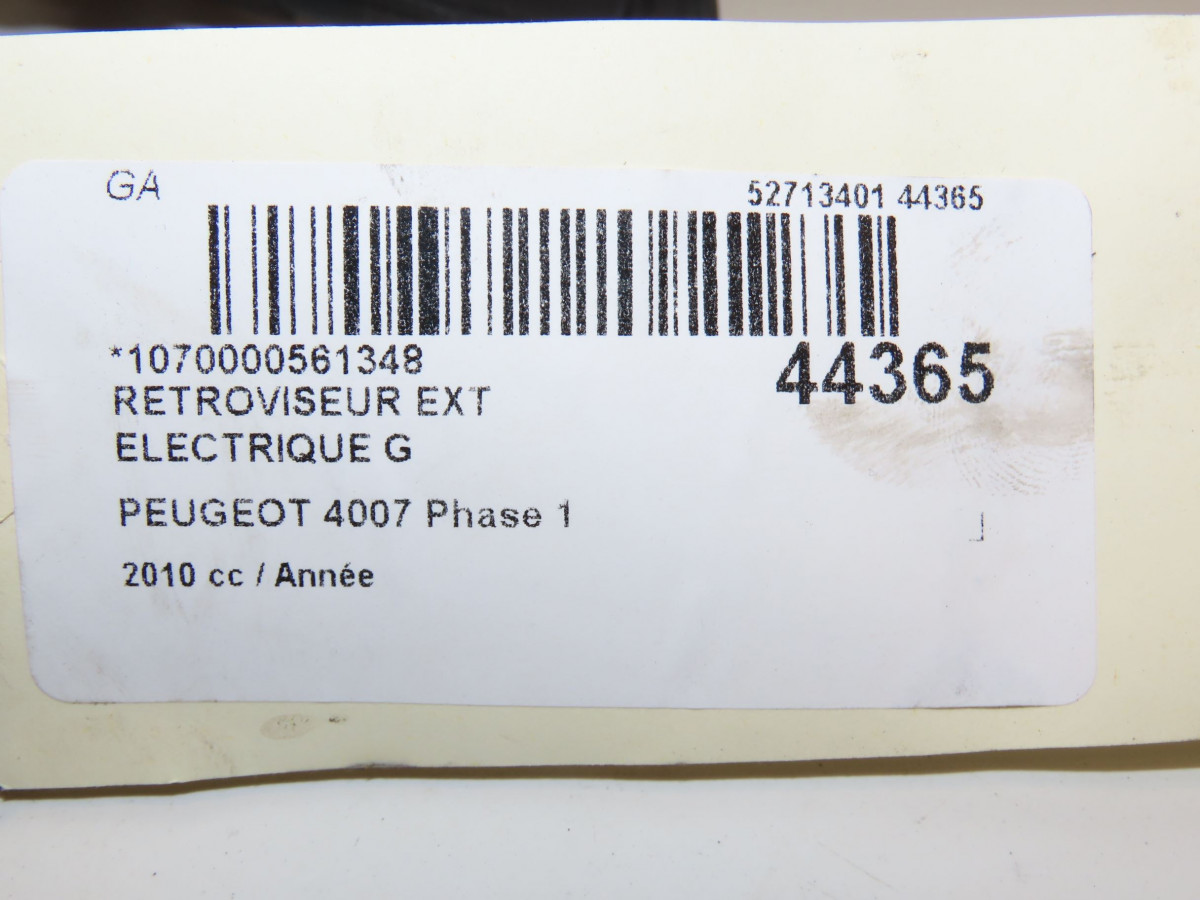 GA
52713401 44365
*1070000561348
44365
RETROVISEUR EXT
ELECTRIQUE G
PEUGEOT 4007 Phase 1
2010 cc / Année